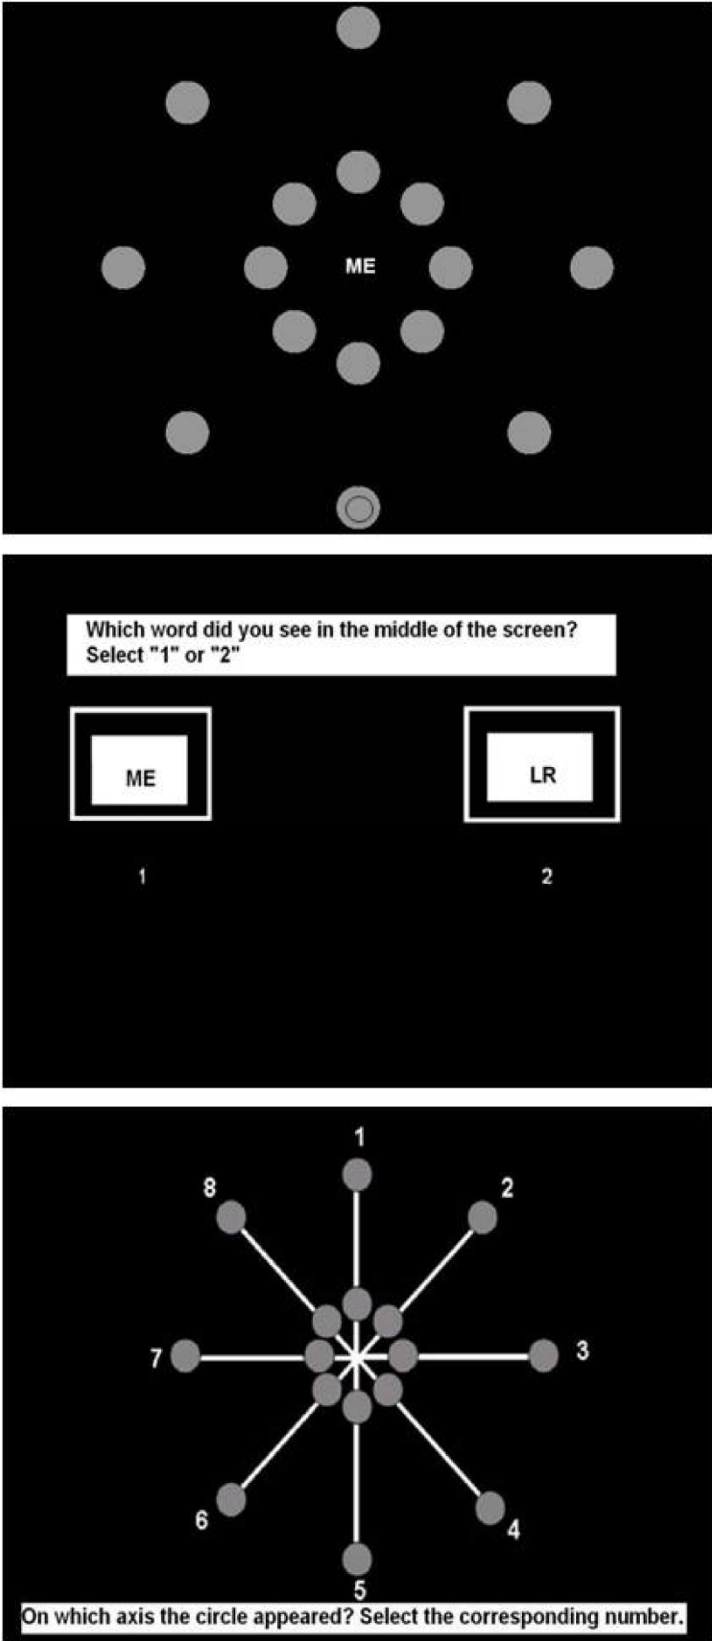 ME
Which word did you see in the middle of the screen?
Select "1" or "2"
ME
LR
1
2
1
8
2
7
3
6
4
5
On which axis the circle appeared? Select the corresponding number.